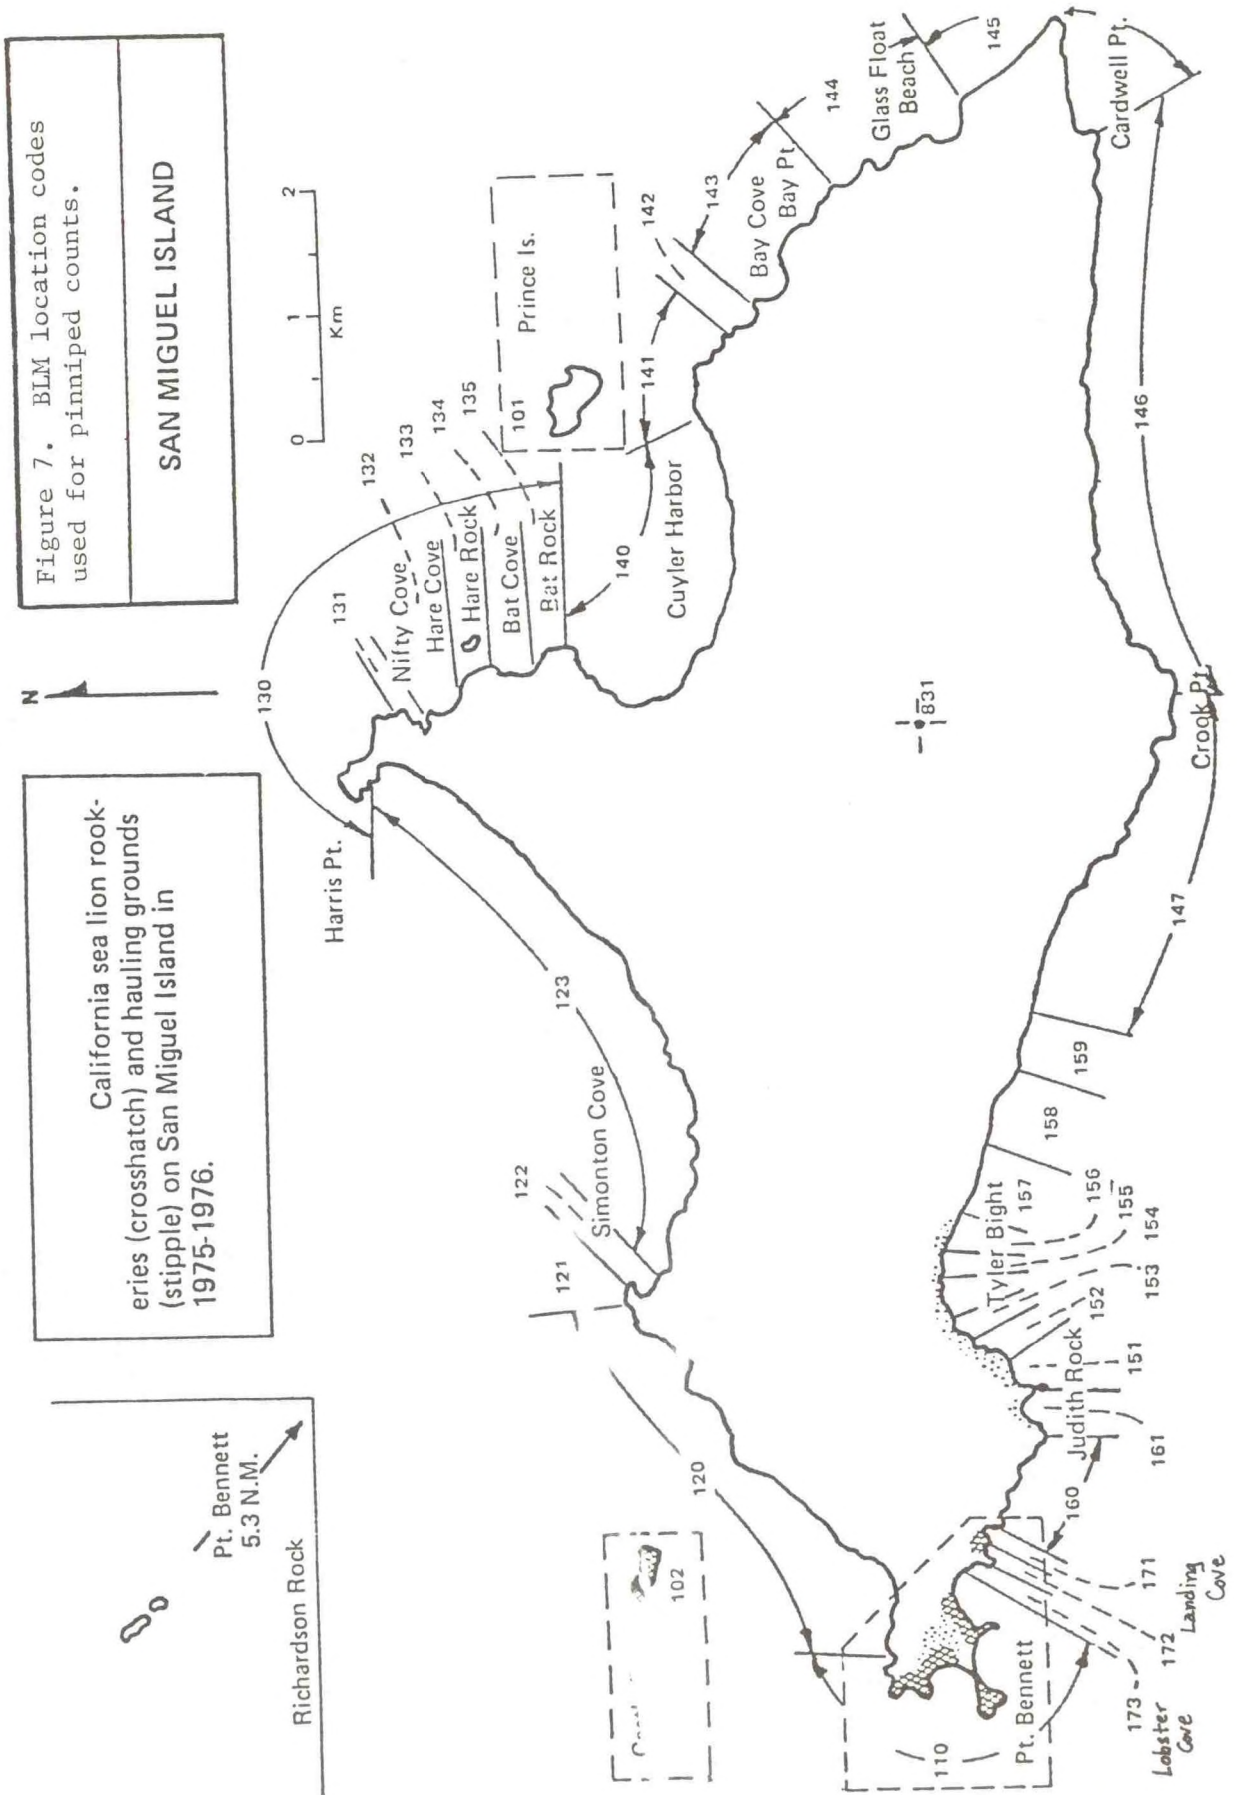 Figure 7. BLM location codes
used for pinniped counts.
SAN MIGUEL ISLAND
California sea lion rook-
eries (crosshatch) and hauling grounds
(stipple) on San Miguel Island in
1975-1976.
N
0 1 2
Km
Richardson Rock
Pt. Bennett
5.3 N.M.
Harris Pt.
130
131
Nifty Cove
132
Hare Cove
133
Hare Rock
134
Bat Cove
135
Bat Rock
101
Prince Is.
140
Cuyler Harbor
141
142
143
Bay Cove
Bay Pt.
144
Glass Float
Beach
145
Cardwell Pt.
146
Crook Pt.
831
123
Simonton Cove
122
121
120
102
110
Pt. Bennett
147
159
158
Tyler Bight
157
156
155
154
153
152
Judith Rock
151
161
160
171
Landing
Cove
172
173
Lobster
Cove